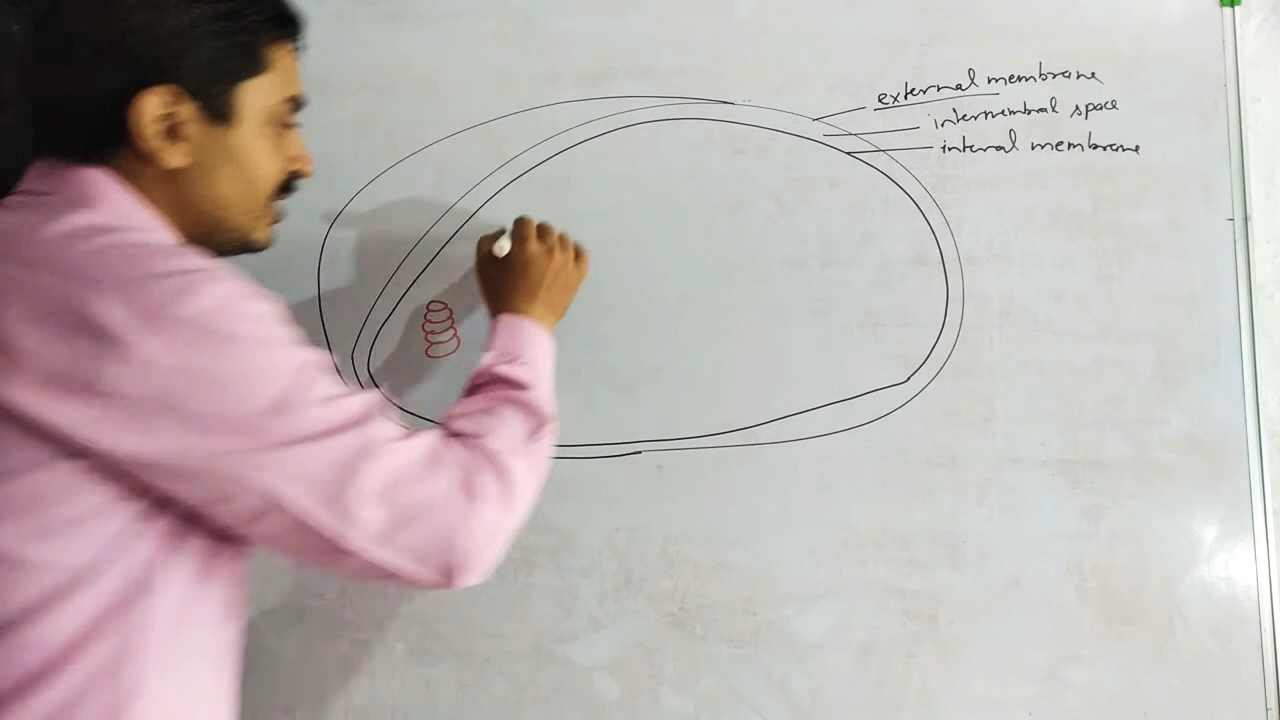 external membrane
intermembral space
internal membrane